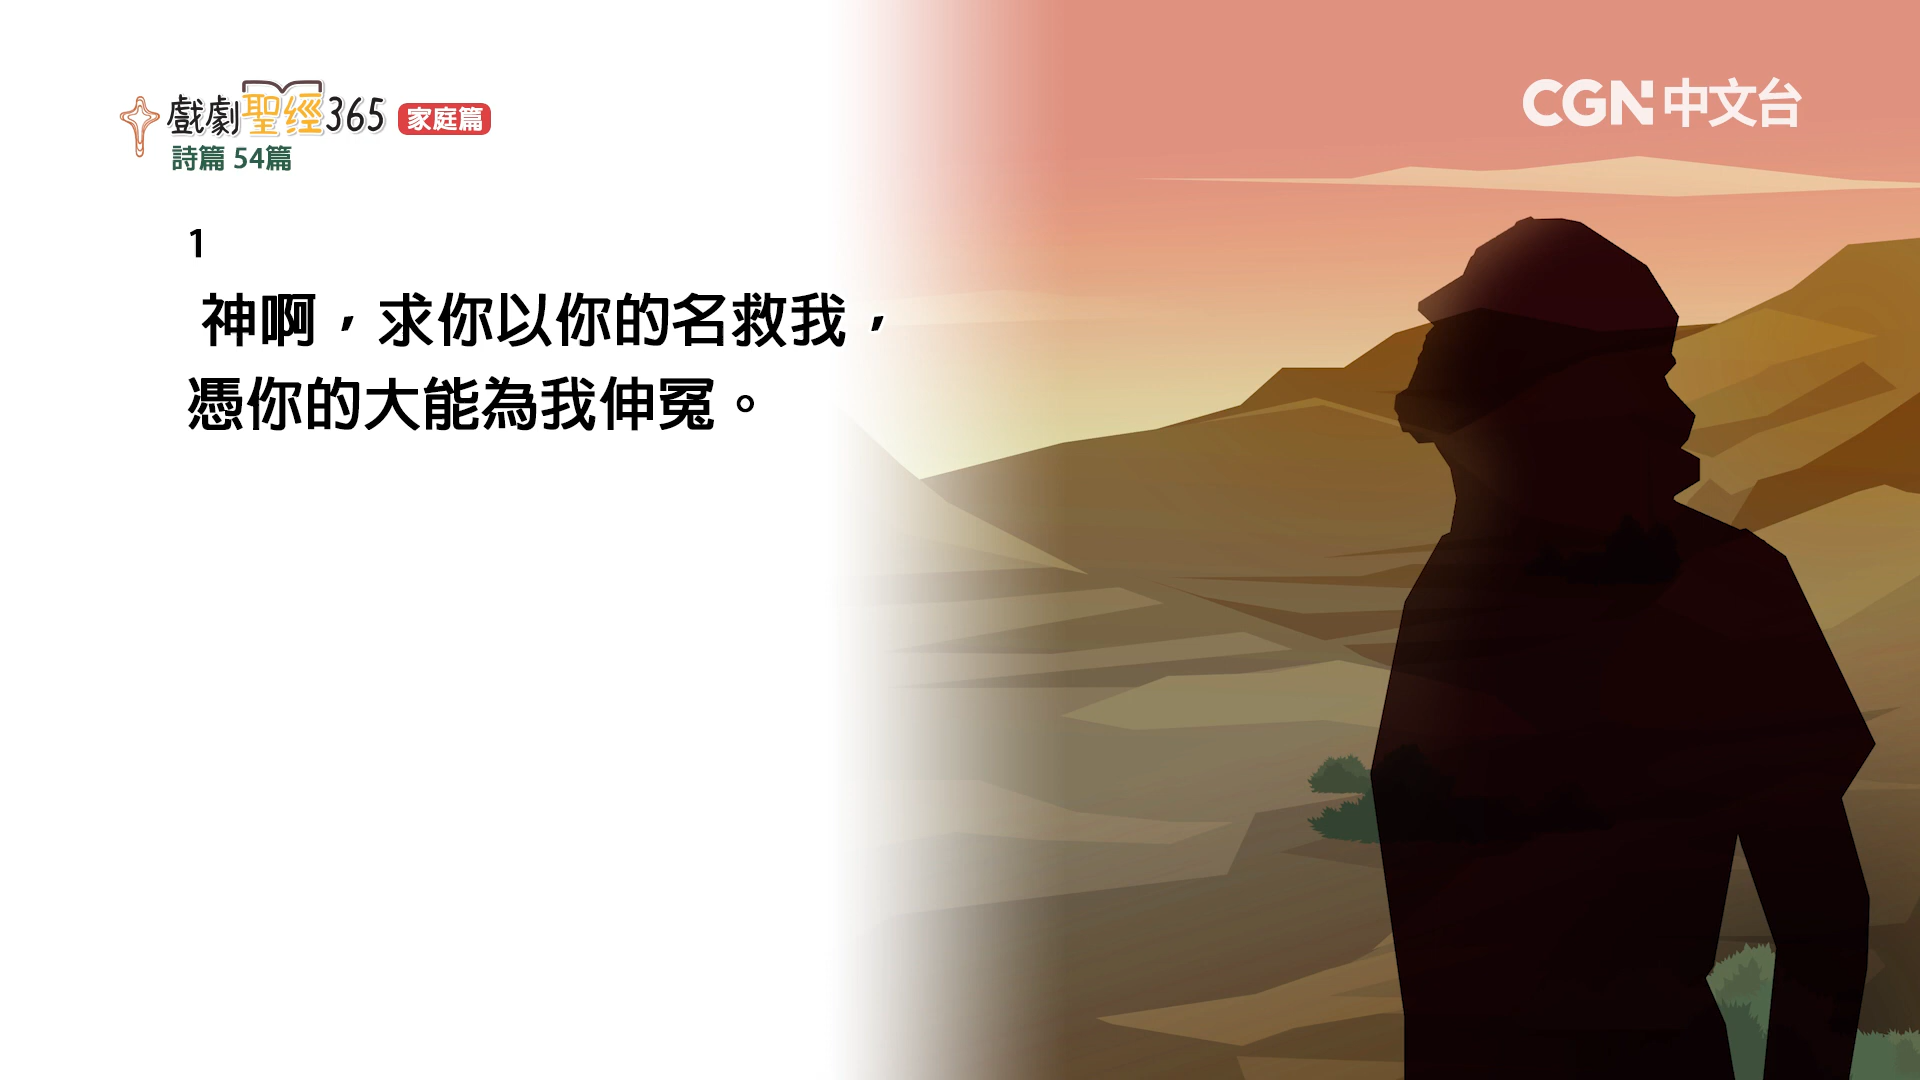 戲劇聖經365 家庭篇
詩篇 54篇
CGN中文台
1
神啊，求你以你的名救我，
憑你的大能為我伸冤。